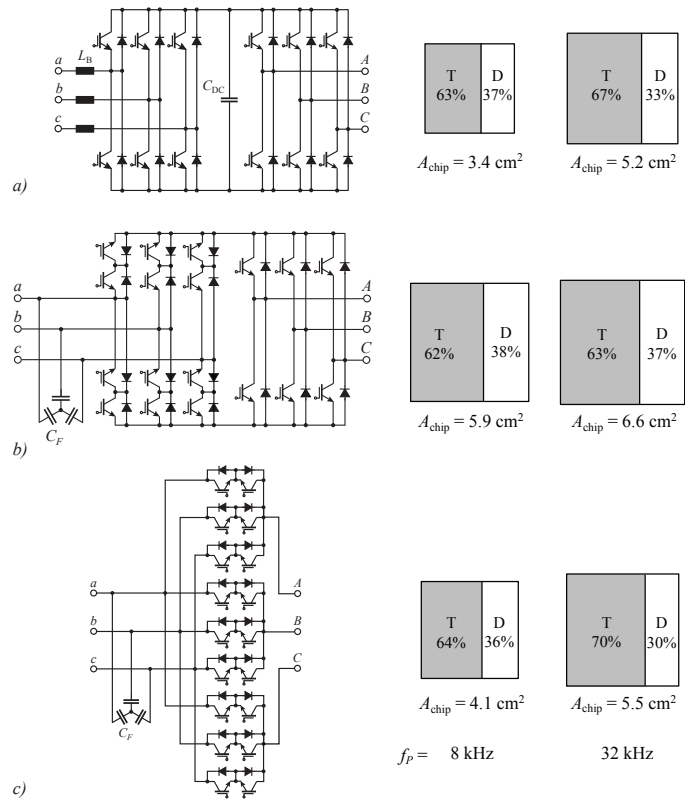 a
L_B
b
c
C_DC
A
B
C
T
63%
D
37%
A_chip = 3.4 cm²
T
67%
D
33%
A_chip = 5.2 cm²
a)
a
b
c
C_F
A
B
C
T
62%
D
38%
A_chip = 5.9 cm²
T
63%
D
37%
A_chip = 6.6 cm²
b)
a
b
c
C_F
A
B
C
T
64%
D
36%
A_chip = 4.1 cm²
T
70%
D
30%
A_chip = 5.5 cm²
f_P = 8 kHz
32 kHz
c)